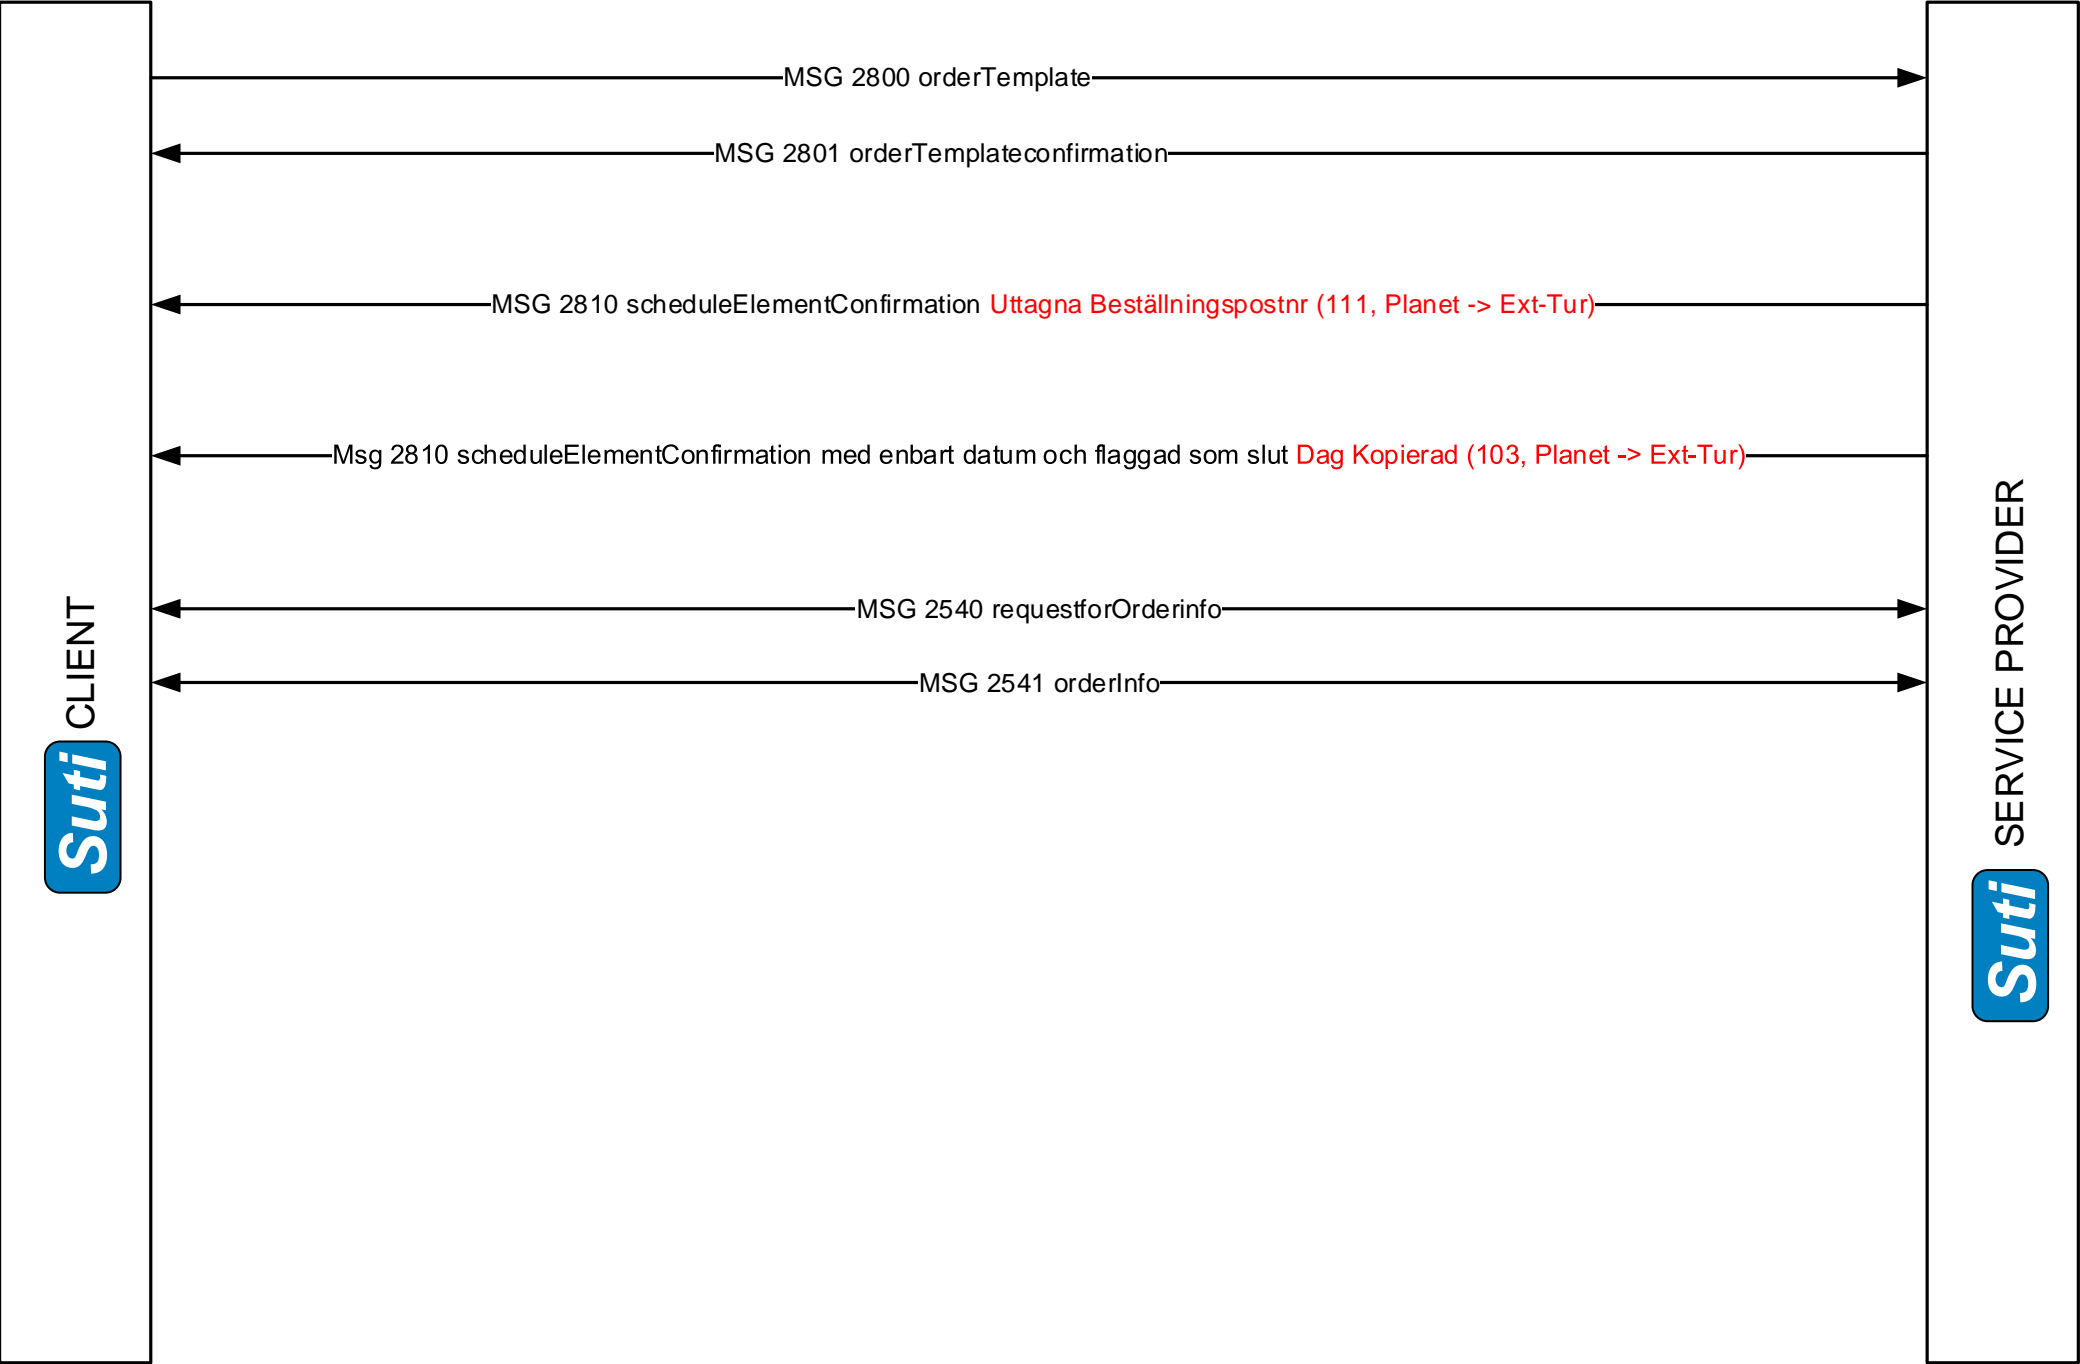 MSG 2800 orderTemplate
MSG 2801 orderTemplateconfirmation
MSG 2810 scheduleElementConfirmation Uttagna Beställningspostnr (111, Planet -> Ext-Tur)
Msg 2810 scheduleElementConfirmation med enbart datum och flaggad som slut Dag Kopierad (103, Planet -> Ext-Tur)
MSG 2540 requestforOrderinfo
MSG 2541 orderInfo
Suti CLIENT
Suti SERVICE PROVIDER